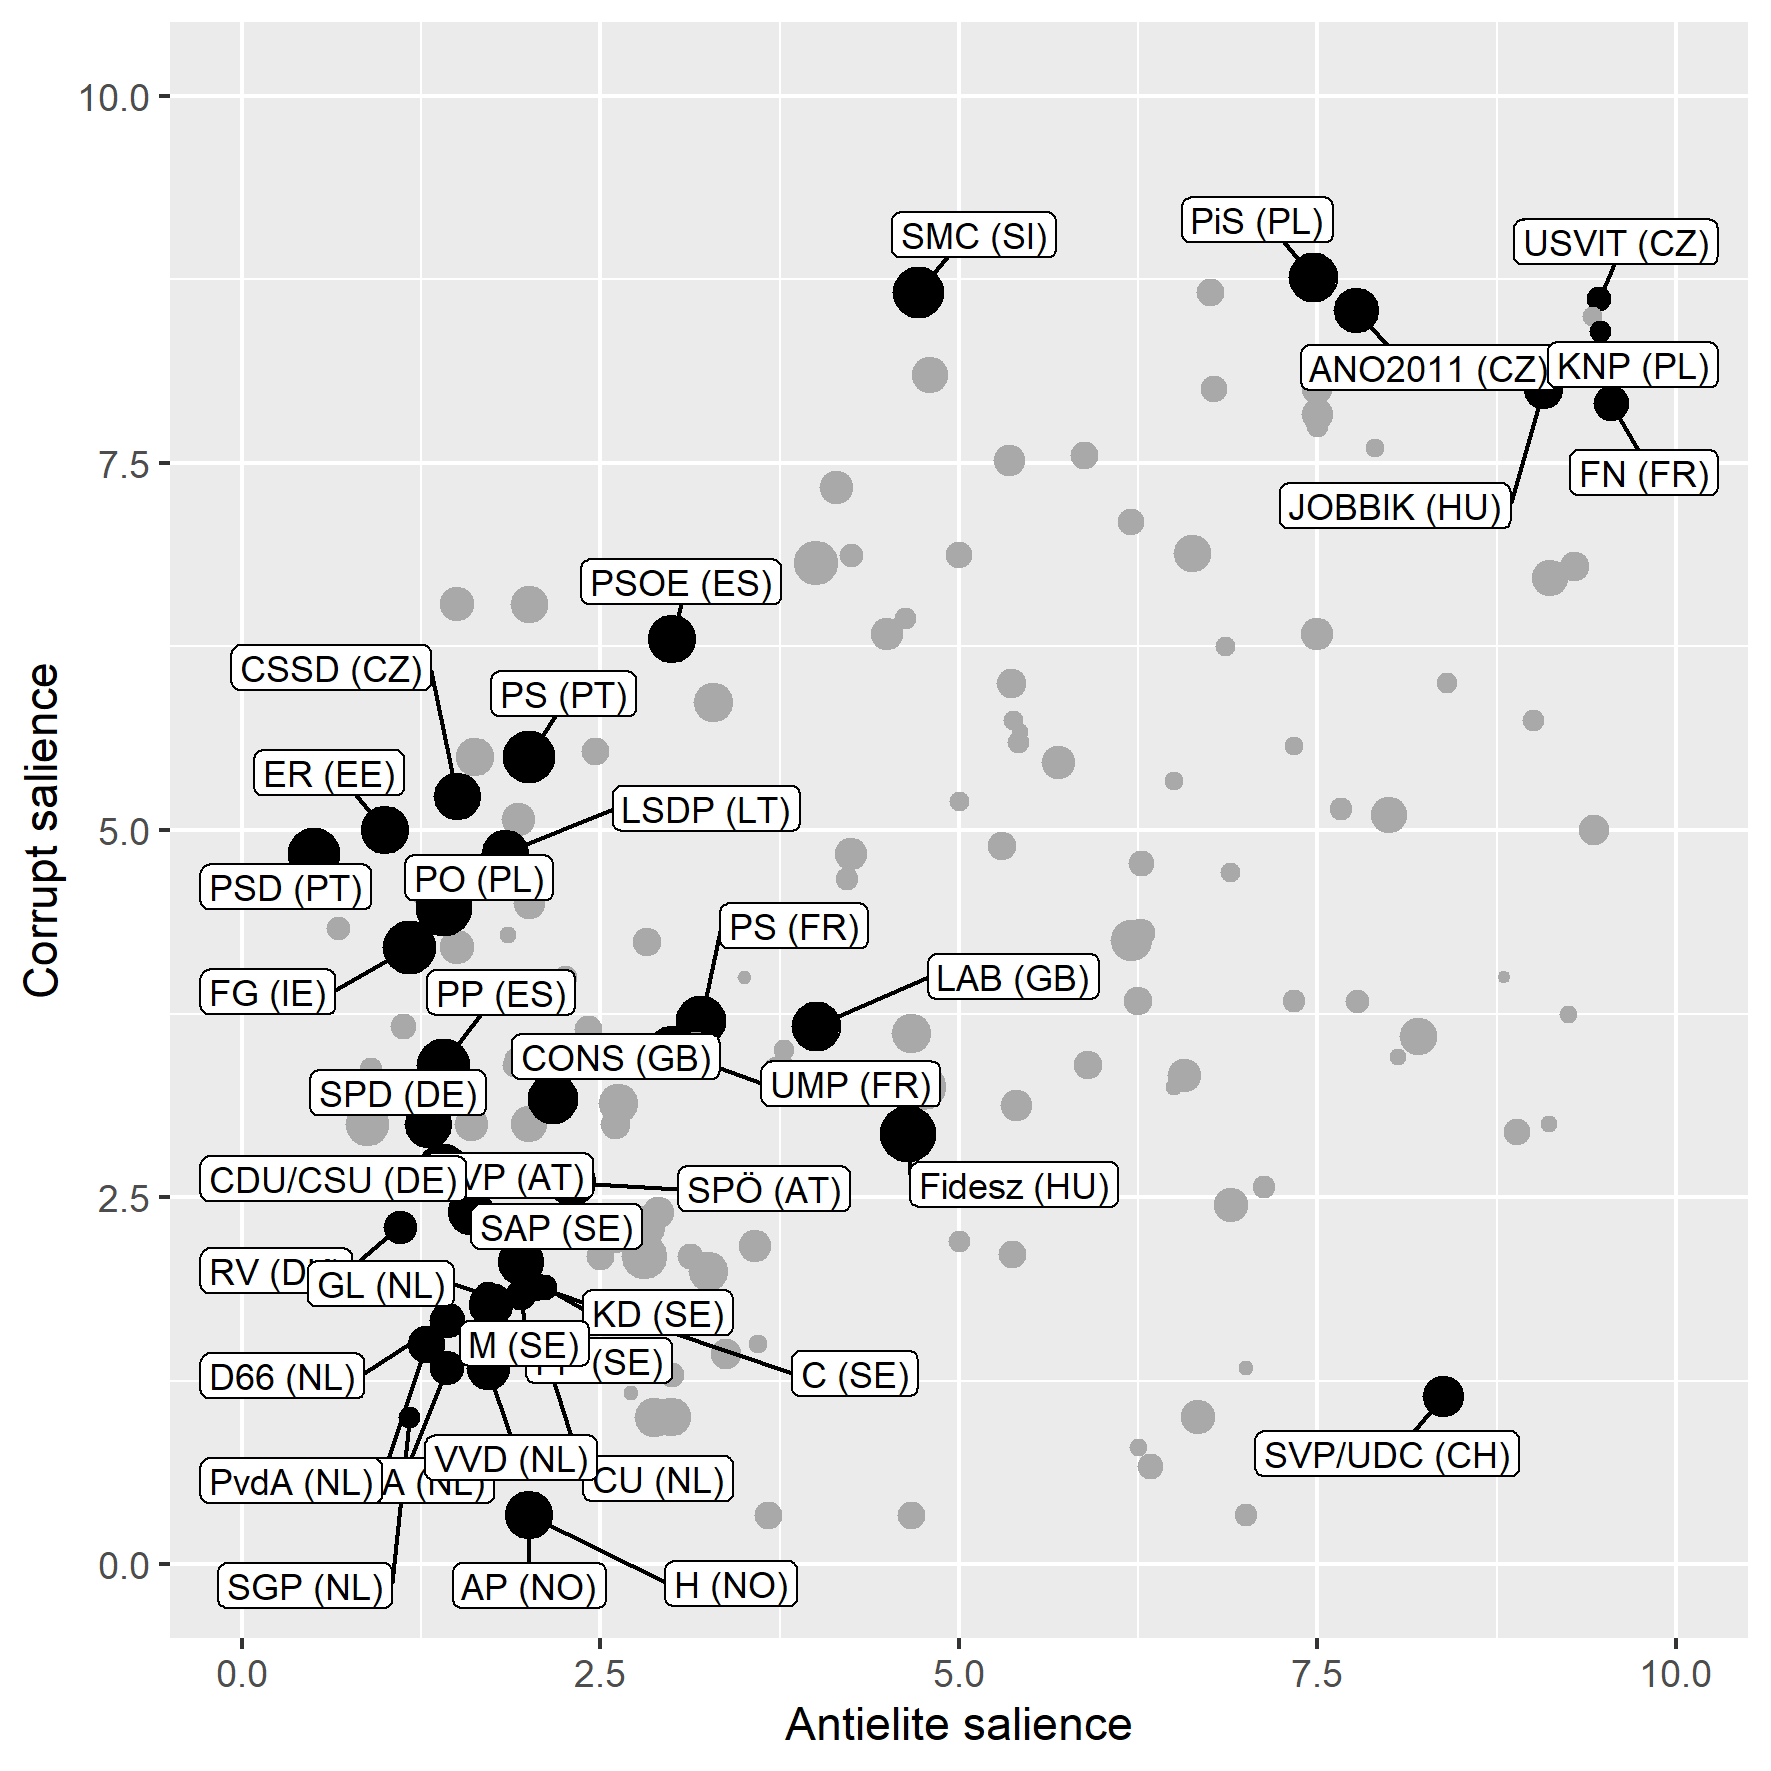 10.0
7.5
5.0
2.5
0.0
Corrupt salience
SMC (SI)
PiS (PL)
USVIT (CZ)
ANO2011 (CZ)
KNP (PL)
FN (FR)
JOBBIK (HU)
PSOE (ES)
CSSD (CZ)
PS (PT)
ER (EE)
LSDP (LT)
PSD (PT)
PO (PL)
PS (FR)
FG (IE)
PP (ES)
LAB (GB)
CONS (GB)
UMP (FR)
SPD (DE)
CDU/CSU (DE)
VP (AT)
SPÖ (AT)
Fidesz (HU)
SAP (SE)
RV
GL (NL)
KD (SE)
M (SE)
(SE)
C (SE)
D66 (NL)
VVD (NL)
PvdA (NL)
A (NL)
CU (NL)
SVP/UDC (CH)
SGP (NL)
AP (NO)
H (NO)
0.0
2.5
5.0
7.5
10.0
Antielite salience